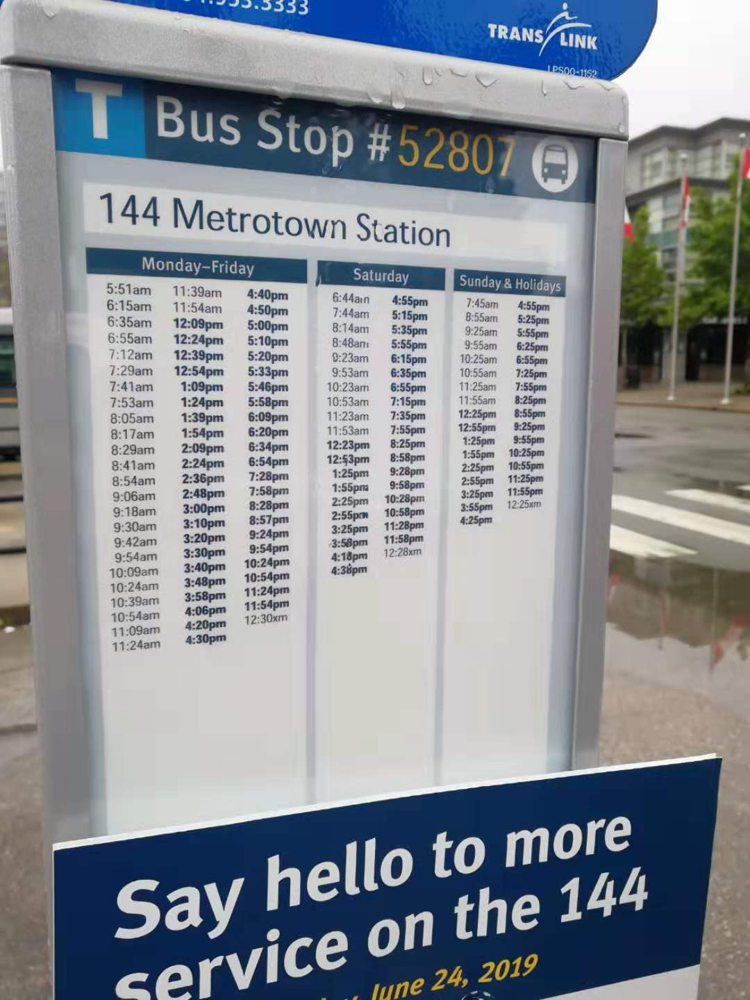 .953.3333
TRANS LINK
LPS00-1152
T Bus Stop #52807
144 Metrotown Station
Monday–Friday
5:51am 11:39am 4:40pm
6:15am 11:54am 4:50pm
6:35am 12:09pm 5:00pm
6:55am 12:24pm 5:10pm
7:12am 12:39pm 5:20pm
7:29am 12:54pm 5:33pm
7:41am 1:09pm 5:46pm
7:53am 1:24pm 5:58pm
8:05am 1:39pm 6:09pm
8:17am 1:54pm 6:20pm
8:29am 2:09pm 6:34pm
8:41am 2:24pm 6:54pm
8:54am 2:36pm 7:28pm
9:06am 2:48pm 7:58pm
9:18am 3:00pm 8:28pm
9:30am 3:10pm 8:57pm
9:42am 3:20pm 9:24pm
9:54am 3:30pm 9:54pm
10:09am 3:40pm 10:24pm
10:24am 3:48pm 10:54pm
10:39am 3:58pm 11:24pm
10:54am 4:06pm 11:54pm
11:09am 4:20pm 12:30xm
11:24am 4:30pm
Saturday
6:44am 4:55pm
7:44am 5:15pm
8:14am 5:35pm
8:48am 5:55pm
9:23am 6:15pm
9:53am 6:35pm
10:23am 6:55pm
10:53am 7:15pm
11:23am 7:35pm
11:53am 7:55pm
12:23pm 8:25pm
12:53pm 8:58pm
1:25pm 9:28pm
1:55pm 9:58pm
2:25pm 10:28pm
2:55pm 10:58pm
3:25pm 11:28pm
3:58pm 11:58pm
4:18pm 12:28xm
4:38pm
Sunday & Holidays
7:45am 4:55pm
8:55am 5:25pm
9:25am 5:55pm
9:55am 6:25pm
10:25am 6:55pm
10:55am 7:25pm
11:25am 7:55pm
11:55am 8:25pm
12:25pm 8:55pm
12:55pm 9:25pm
1:25pm 9:55pm
1:55pm 10:25pm
2:25pm 10:55pm
2:55pm 11:25pm
3:25pm 11:55pm
3:55pm 12:25xm
4:25pm
Say hello to more
service on the 144
June 24, 2019